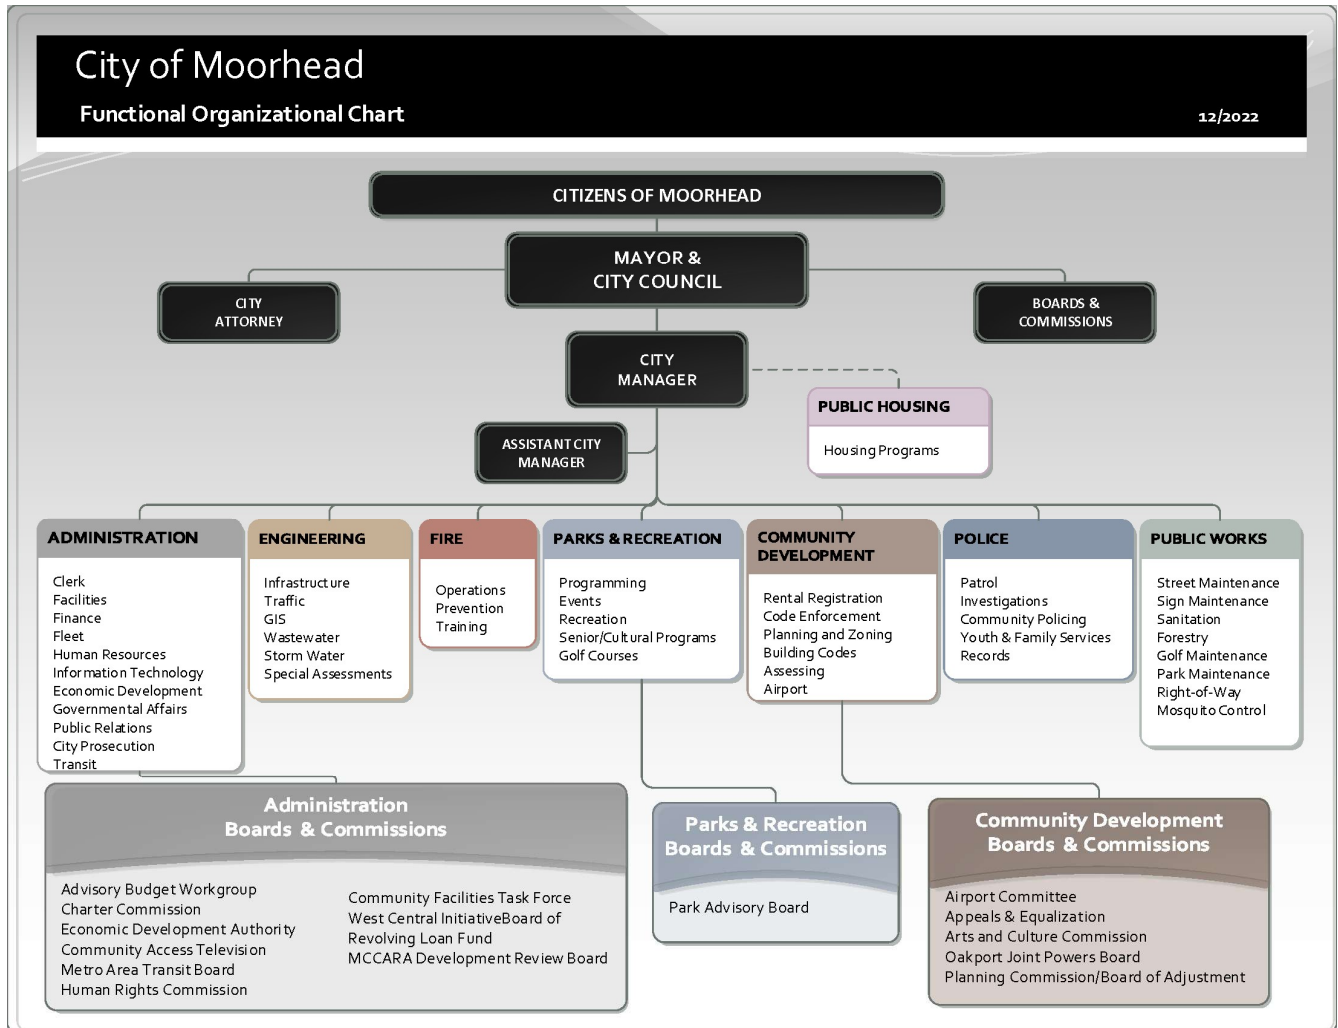 City of Moorhead
Functional Organizational Chart
12/2022
CITIZENS OF MOORHEAD
MAYOR &
CITY COUNCIL
CITY
ATTORNEY
BOARDS &
COMMISSIONS
CITY
MANAGER
PUBLIC HOUSING
Housing Programs
ASSISTANT CITY
MANAGER
ADMINISTRATION
Clerk
Facilities
Finance
Fleet
Human Resources
Information Technology
Economic Development
Governmental Affairs
Public Relations
City Prosecution
Transit
ENGINEERING
Infrastructure
Traffic
GIS
Wastewater
Storm Water
Special Assessments
FIRE
Operations
Prevention
Training
PARKS & RECREATION
Programming
Events
Recreation
Senior/Cultural Programs
Golf Courses
COMMUNITY
DEVELOPMENT
Rental Registration
Code Enforcement
Planning and Zoning
Building Codes
Assessing
Airport
POLICE
Patrol
Investigations
Community Policing
Youth & Family Services
Records
PUBLIC WORKS
Street Maintenance
Sign Maintenance
Sanitation
Forestry
Golf Maintenance
Park Maintenance
Right-of-Way
Mosquito Control
Administration
Boards & Commissions
Advisory Budget Workgroup
Charter Commission
Economic Development Authority
Community Access Television
Metro Area Transit Board
Human Rights Commission
Community Facilities Task Force
West Central InitiativeBoard of
Revolving Loan Fund
MCCARA Development Review Board
Parks & Recreation
Boards & Commissions
Park Advisory Board
Community Development
Boards & Commissions
Airport Committee
Appeals & Equalization
Arts and Culture Commission
Oakport Joint Powers Board
Planning Commission/Board of Adjustment